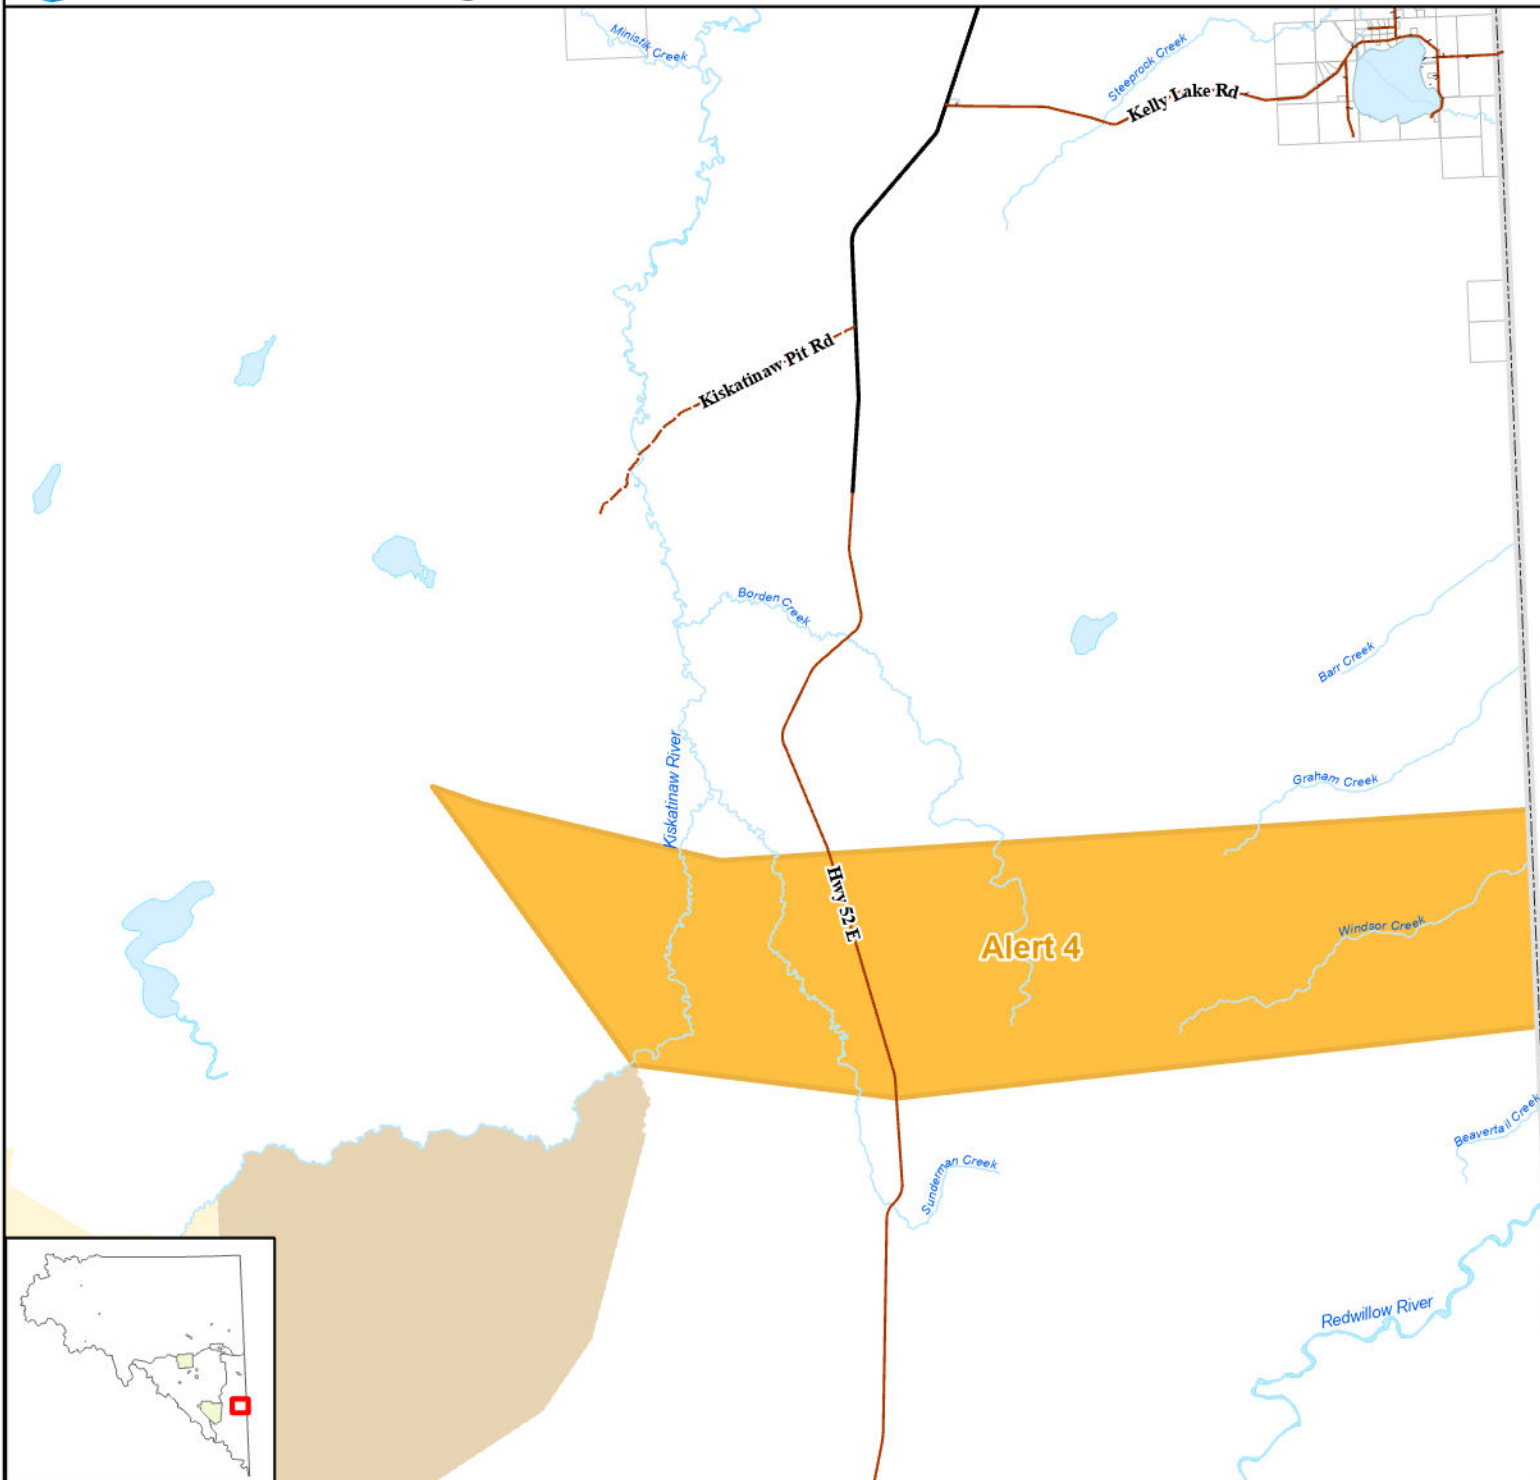 Ministik Creek
Steeprock Creek
Kelly Lake Rd
Kiskatinaw Pit Rd
Borden Creek
Barr Creek
Kiskatinaw River
Graham Creek
Hwy 52 E
Windsor Creek
Alert 4
Beavertail Creek
Sunderman Creek
Redwillow River